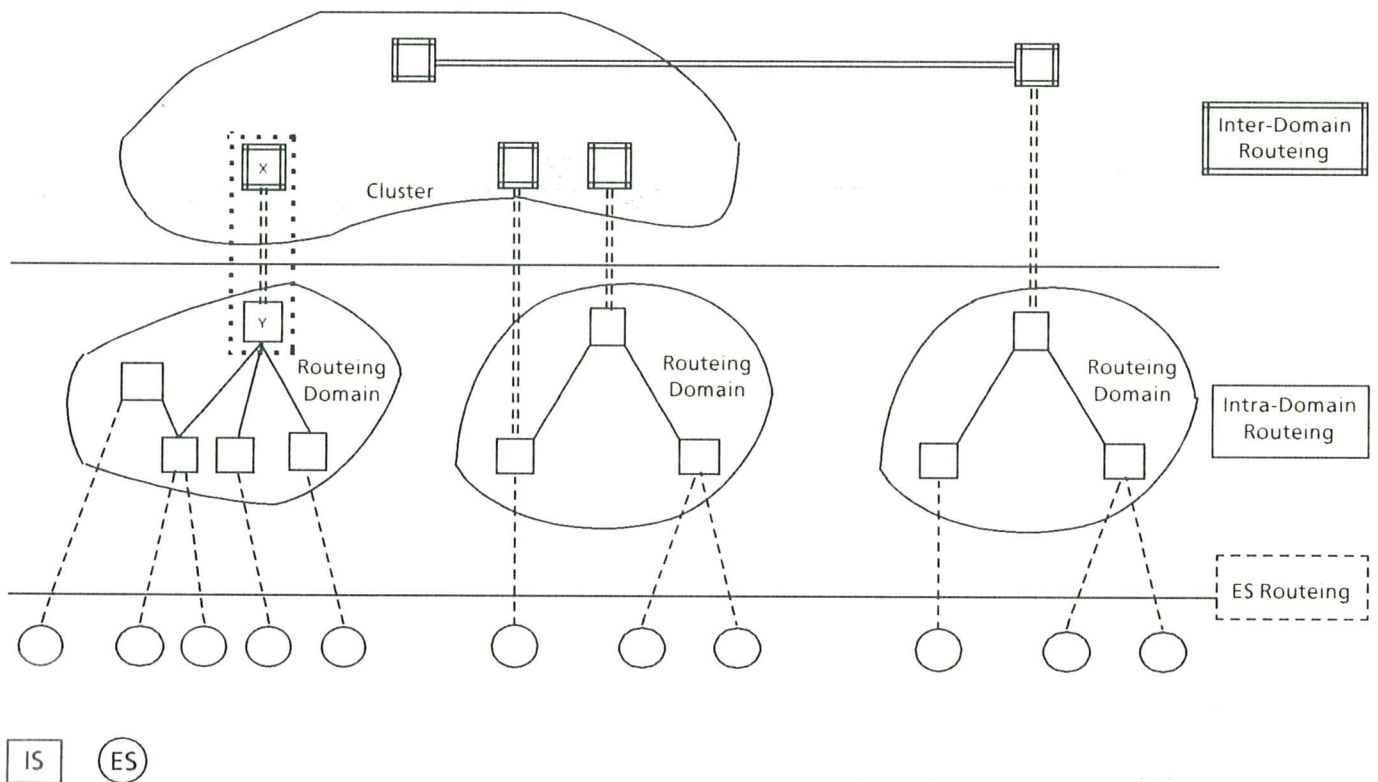 Inter-Domain
Routeing
X
Cluster
Y
Routeing
Domain
Routeing
Domain
Routeing
Domain
Intra-Domain
Routeing
ES Routeing
IS
ES